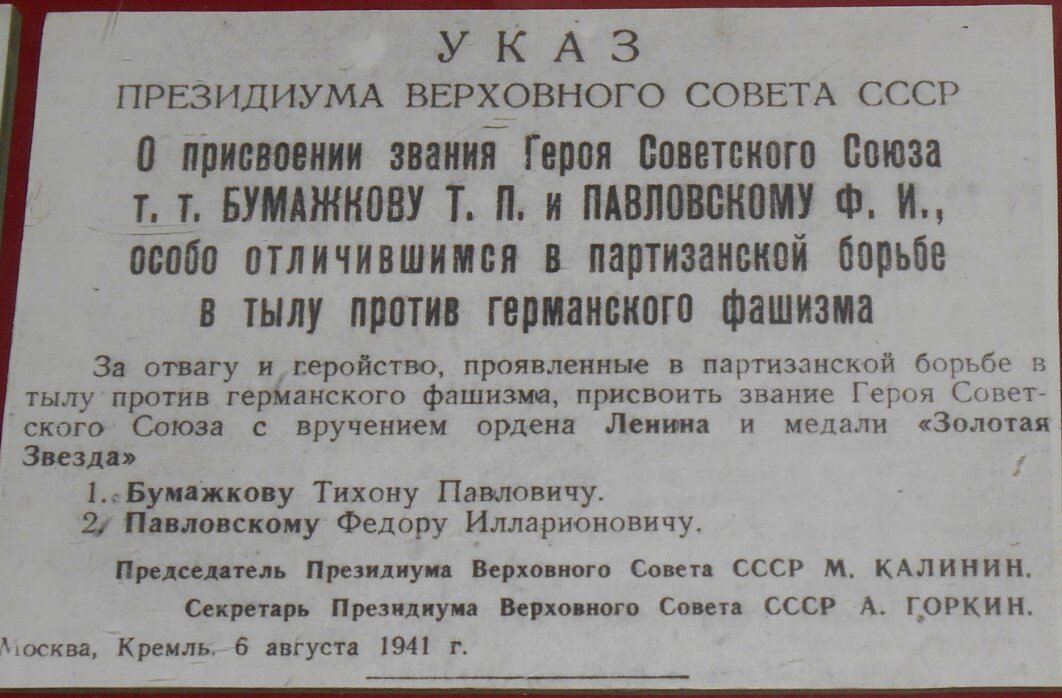 УКАЗ
ПРЕЗИДИУМА ВЕРХОВНОГО СОВЕТА СССР
О присвоении звания Героя Советского Союза
т. т. БУМАЖКОВУ Т. П. и ПАВЛОВСКОМУ Ф. И.,
особо отличившимся в партизанской борьбе
в тылу против германского фашизма
За отвагу и геройство, проявленные в партизанской борьбе в
тылу против германского фашизма, присвоить звание Героя Совет-
ского Союза с вручением ордена Ленина и медали «Золотая
Звезда»
1. Бумажкову Тихону Павловичу.
2. Павловскому Федору Илларионовичу.
Председатель Президиума Верховного Совета СССР М. КАЛИНИН.
Секретарь Президиума Верховного Совета СССР А. ГОРКИН.
Москва, Кремль. 6 августа 1941 г.